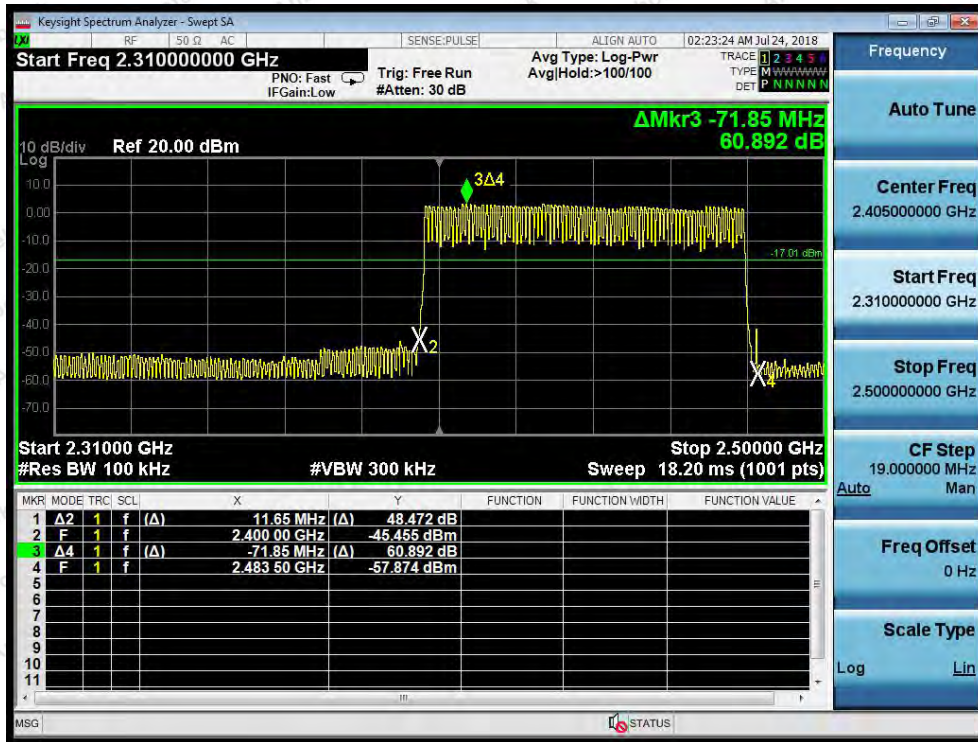 Keysight Spectrum Analyzer - Swept SA
LXI RF 50 Ω AC SENSE:PULSE ALIGN AUTO 02:23:24 AM Jul 24, 2018
Start Freq 2.310000000 GHz
PNO: Fast
IFGain:Low
Trig: Free Run
#Atten: 30 dB
Avg Type: Log-Pwr
Avg|Hold:>100/100
TRACE 1 2 3 4 5 6
TYPE M WWWWW
DET P N N N N N
ΔMkr3 -71.85 MHz
60.892 dB
10 dB/div Ref 20.00 dBm
Log
10.0
0.00
-10.0
-20.0
-30.0
-40.0
-50.0
-60.0
-70.0
3Δ4
-17.01 dBm
2
4
Start 2.31000 GHz Stop 2.50000 GHz
#Res BW 100 kHz #VBW 300 kHz Sweep 18.20 ms (1001 pts)
MKR MODE TRC SCL X Y FUNCTION FUNCTION WIDTH FUNCTION VALUE
1 Δ2 1 f (Δ) 11.65 MHz (Δ) 48.472 dB
2 F 1 f 2.400 00 GHz -45.455 dBm
3 Δ4 1 f (Δ) -71.85 MHz (Δ) 60.892 dB
4 F 1 f 2.483 50 GHz -57.874 dBm
5
6
7
8
9
10
11
MSG STATUS
Frequency
Auto Tune
Center Freq
2.405000000 GHz
Start Freq
2.310000000 GHz
Stop Freq
2.500000000 GHz
CF Step
19.000000 MHz
Auto Man
Freq Offset
0 Hz
Scale Type
Log Lin